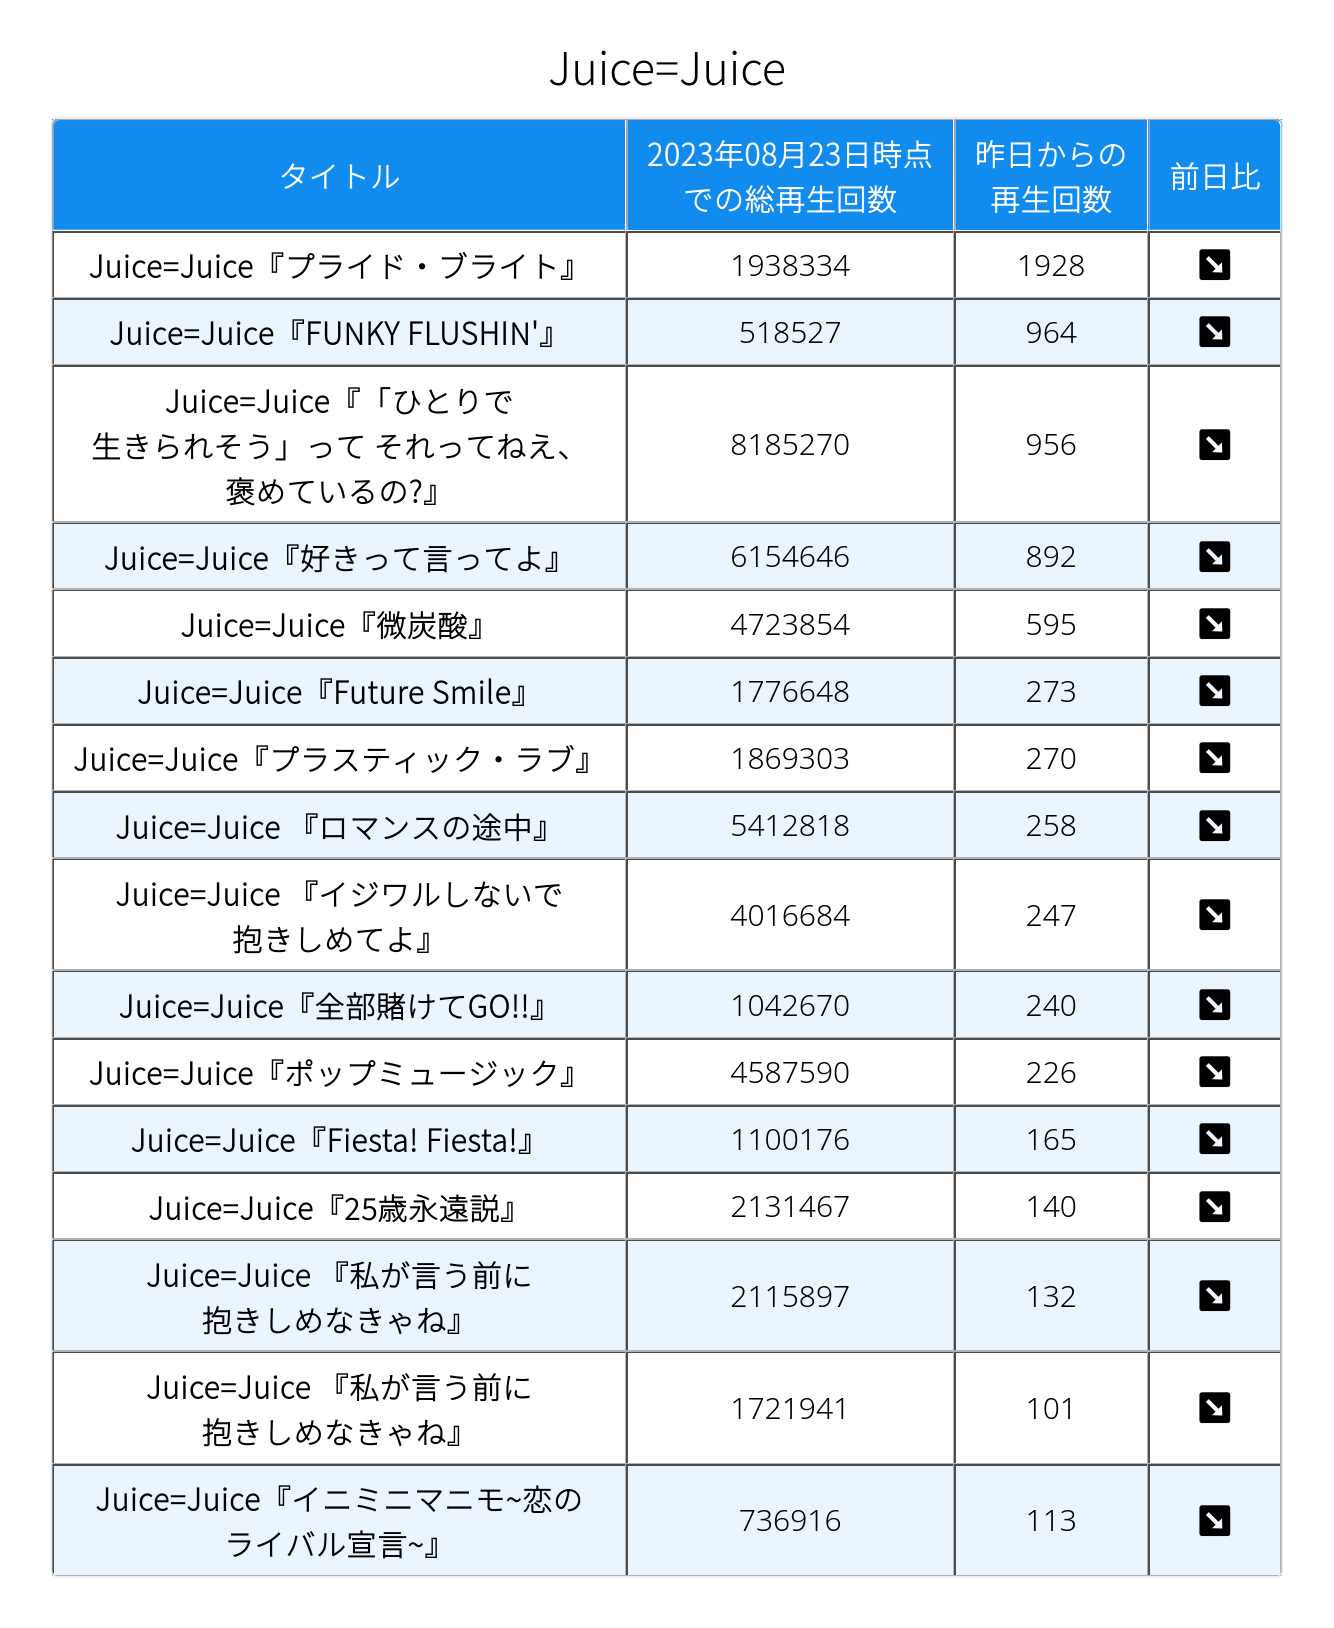 Juice=Juice
タイトル
2023年08月23日時点
での総再生回数
昨日からの
再生回数
前日比
Juice=Juice『プライド・ブライト』
1938334
1928
Juice=Juice『FUNKY FLUSHIN'』
518527
964
Juice=Juice『「ひとりで
生きられそう」って それってねえ、
褒めているの?』
8185270
956
Juice=Juice『好きって言ってよ』
6154646
892
Juice=Juice『微炭酸』
4723854
595
Juice=Juice『Future Smile』
1776648
273
Juice=Juice『プラスティック・ラブ』
1869303
270
Juice=Juice 『ロマンスの途中』
5412818
258
Juice=Juice 『イジワルしないで
抱きしめてよ』
4016684
247
Juice=Juice『全部賭けてGO!!』
1042670
240
Juice=Juice『ポップミュージック』
4587590
226
Juice=Juice『Fiesta! Fiesta!』
1100176
165
Juice=Juice『25歳永遠説』
2131467
140
Juice=Juice 『私が言う前に
抱きしめなきゃね』
2115897
132
Juice=Juice 『私が言う前に
抱きしめなきゃね』
1721941
101
Juice=Juice『イニミニマニモ~恋の
ライバル宣言~』
736916
113